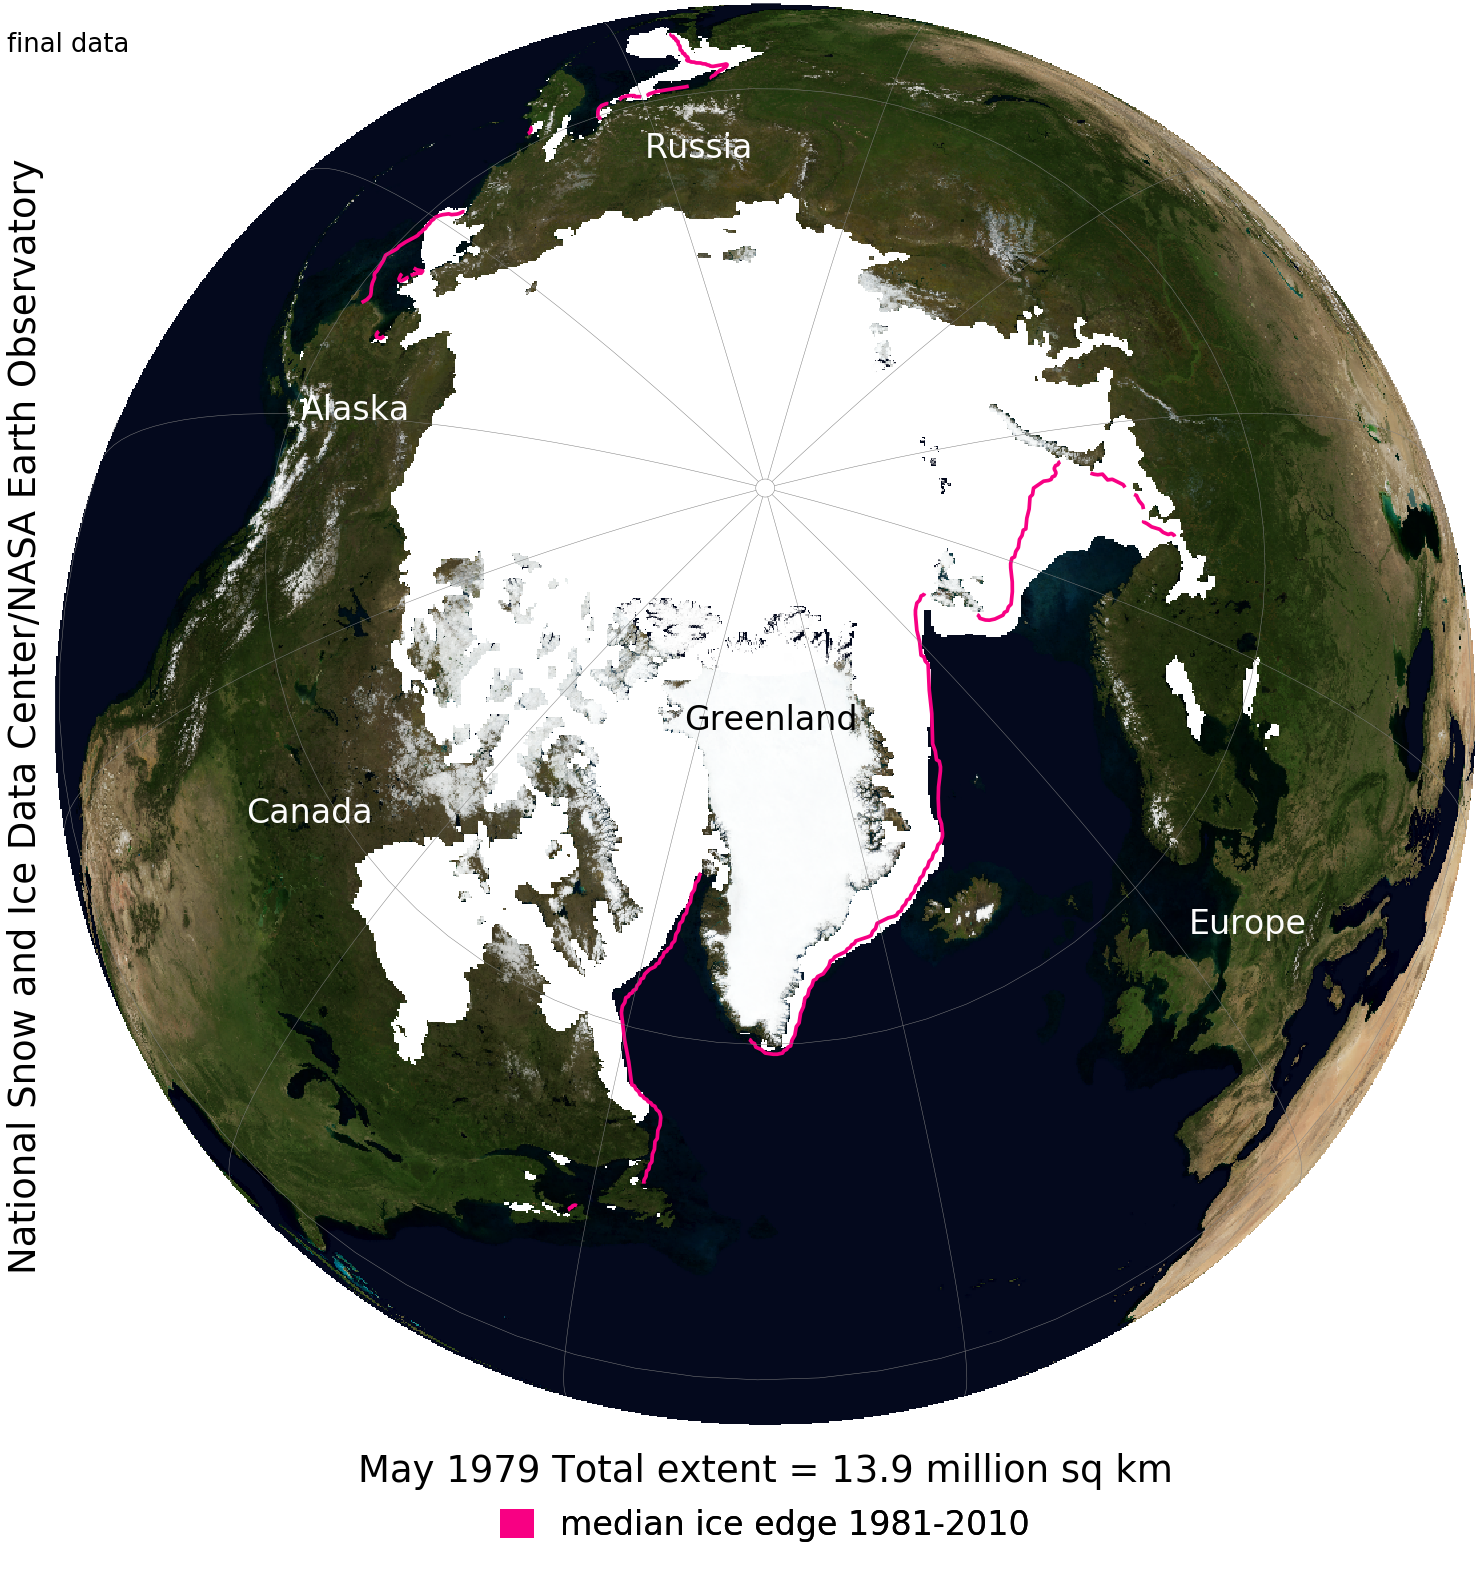 final data
National Snow and Ice Data Center/NASA Earth Observatory
Russia
Alaska
Greenland
Canada
Europe
May 1979 Total extent = 13.9 million sq km
median ice edge 1981-2010